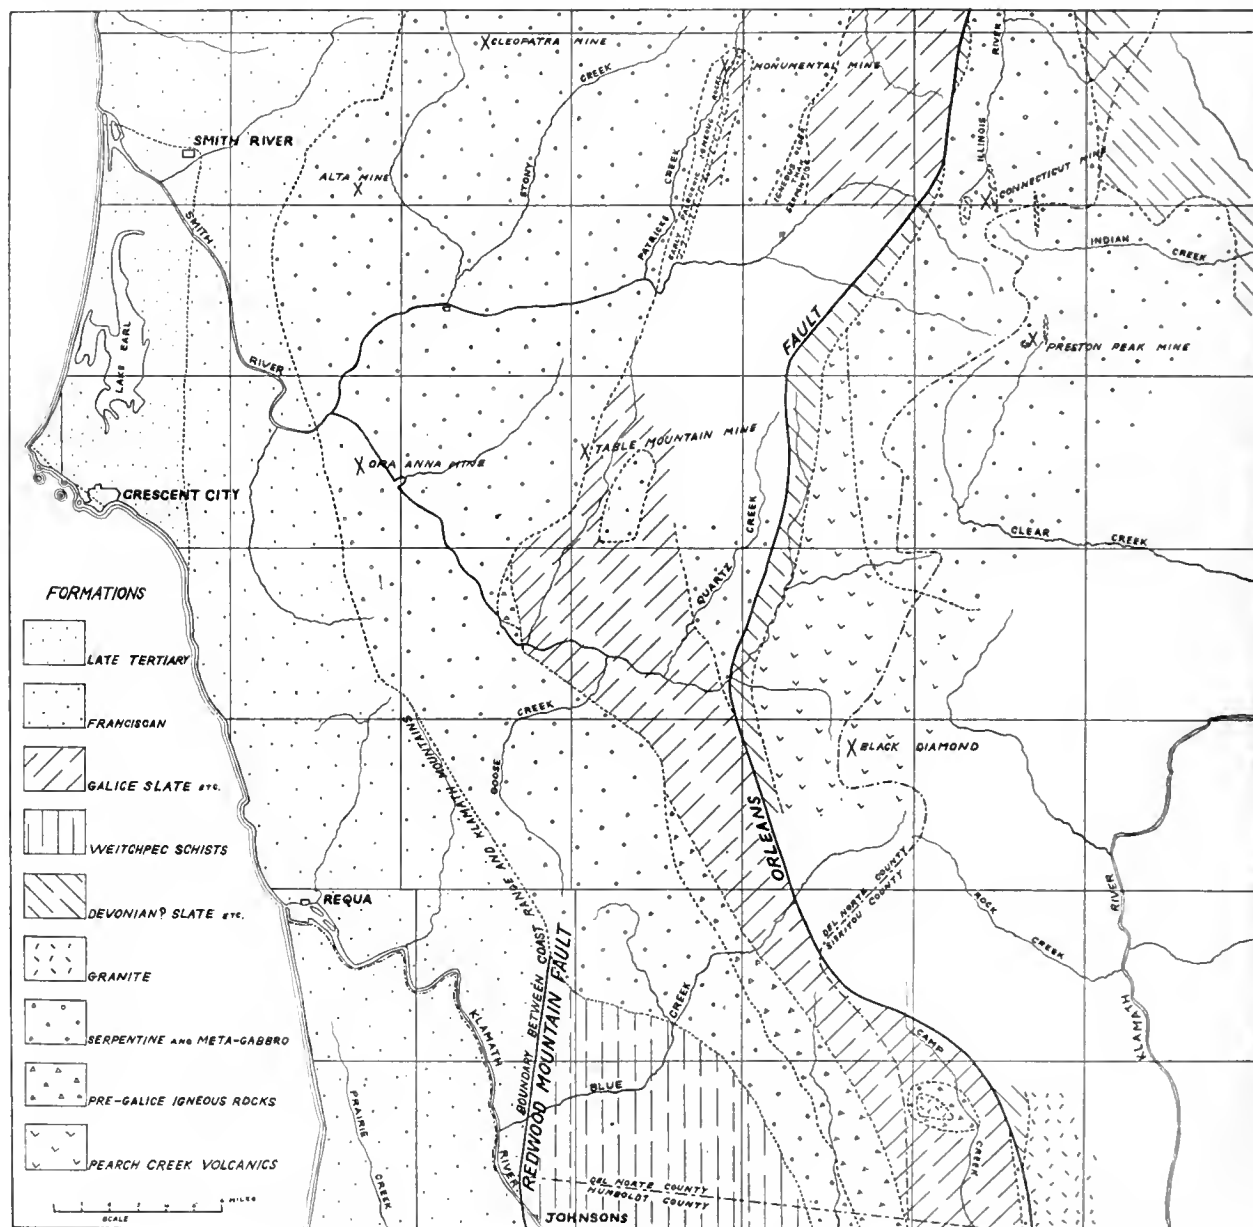 CLEOPATRA MINE
CREEK
STONY
MONUMENTAL MINE
RIVER
ILLINOIS
SMITH RIVER
ALTA MINE
CREEK
PATRICKS
IGNEOUS
SERPENTINE
CONNECTICUT MINE
INDIAN
CREEK
SMITH
RIVER
LAKE EARL
FAULT
PRESTON PEAK MINE
TABLE MOUNTAIN MINE
ORA ANNA MINE
CRESCENT CITY
CREEK
QUARTZ
CLEAR
CREEK
FORMATIONS
LATE TERTIARY
FRANCISCAN
GALICE SLATE ETC.
WEITCHPEC SCHISTS
DEVONIAN? SLATE ETC.
GRANITE
SERPENTINE AND META-GABBRO
PRE-GALICE IGNEOUS ROCKS
PEARCH CREEK VOLCANICS
MILES
SCALE
CREEK
GOOSE
BLACK DIAMOND
ORLEANS
DEL NORTE COUNTY
SISKIYOU COUNTY
ROCK
CREEK
RIVER
KLAMATH
REQUA
BOUNDARY BETWEEN COAST RANGE AND KLAMATH MOUNTAINS
REDWOOD MOUNTAIN FAULT
KLAMATH
RIVER
CREEK
BLUE
CAMP
CREEK
PRAIRIE
CREEK
DEL NORTE COUNTY
HUMBOLDT COUNTY
JOHNSONS